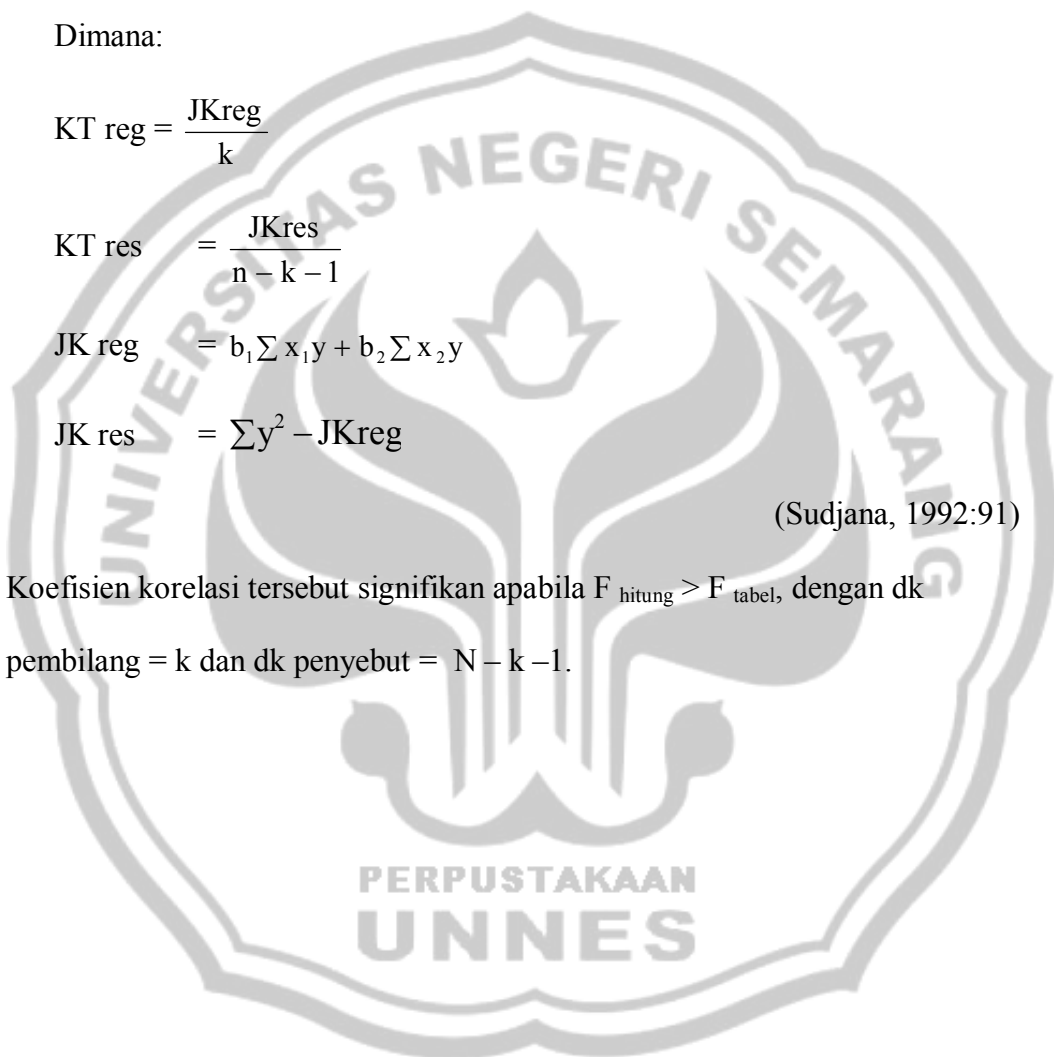 Dimana:
KT reg = JKreg / k
KT res = JKres / n – k – 1
JK reg = b₁∑ x₁y + b₂∑ x₂y
JK res = ∑y² – JKreg
(Sudjana, 1992:91)
Koefisien korelasi tersebut signifikan apabila F hitung > F tabel, dengan dk
pembilang = k dan dk penyebut = N – k –1.
UNIVERSITAS NEGERI SEMARANG
PERPUSTAKAAN
UNNES